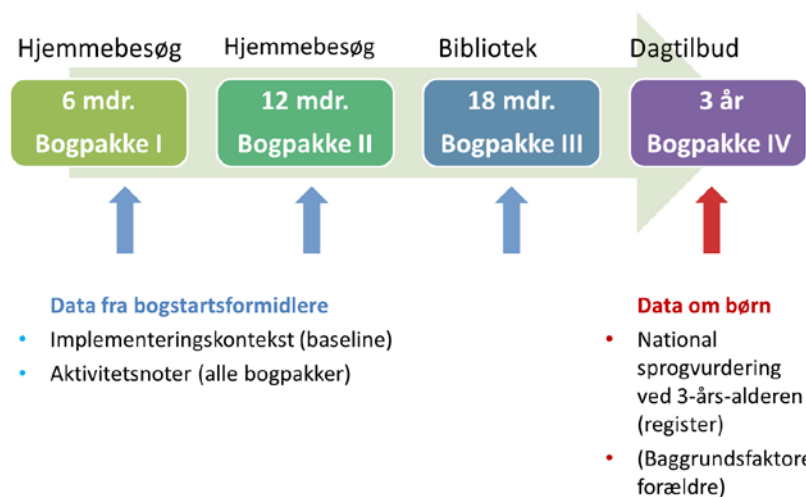 Hjemmebesøg
Hjemmebesøg
Bibliotek
Dagtilbud
6 mdr.
Bogpakke I
12 mdr.
Bogpakke II
18 mdr.
Bogpakke III
3 år
Bogpakke IV
Data fra bogstartsformidlere
• Implementeringskontekst (baseline)
• Aktivitetsnoter (alle bogpakker)
Data om børn
• National
sprogvurdering
ved 3-års-alderen
(register)
• (Baggrundsfaktore
forældre)